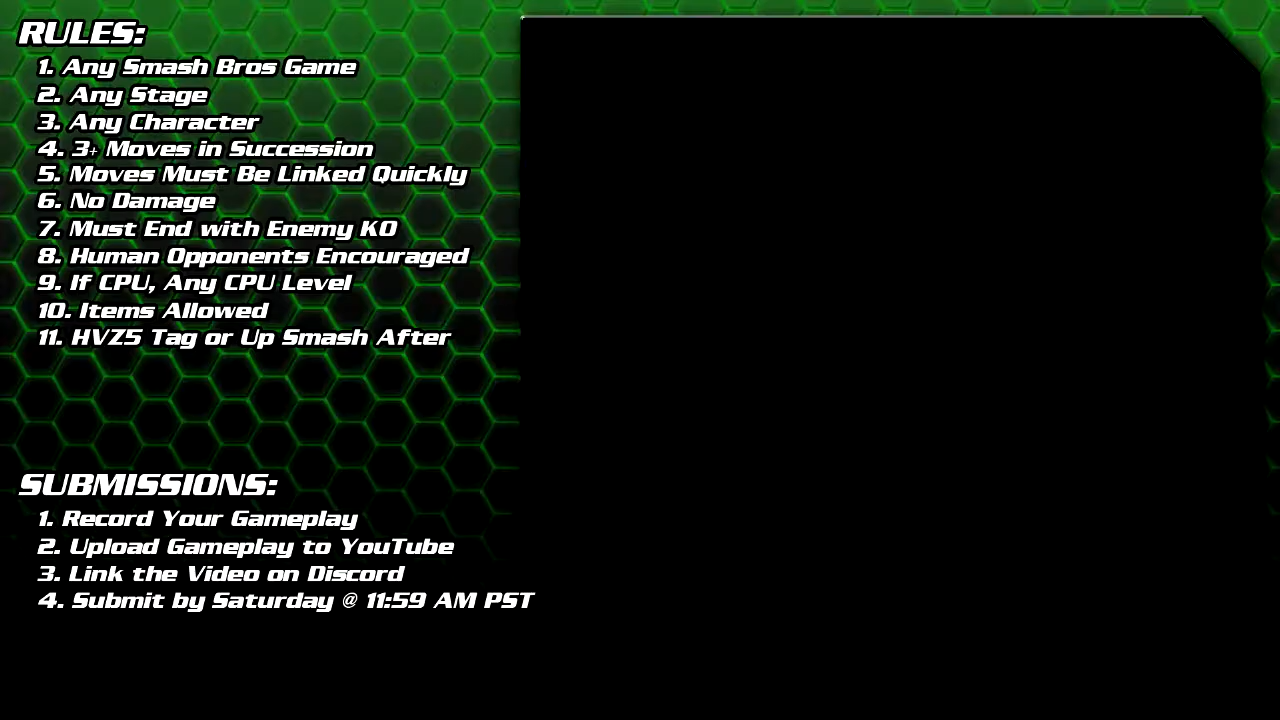 RULES:
1. Any Smash Bros Game
2. Any Stage
3. Any Character
4. 3+ Moves in Succession
5. Moves Must Be Linked Quickly
6. No Damage
7. Must End with Enemy KO
8. Human Opponents Encouraged
9. If CPU, Any CPU Level
10. Items Allowed
11. HVZ5 Tag or Up Smash After
SUBMISSIONS:
1. Record Your Gameplay
2. Upload Gameplay to YouTube
3. Link the Video on Discord
4. Submit by Saturday @ 11:59 AM PST